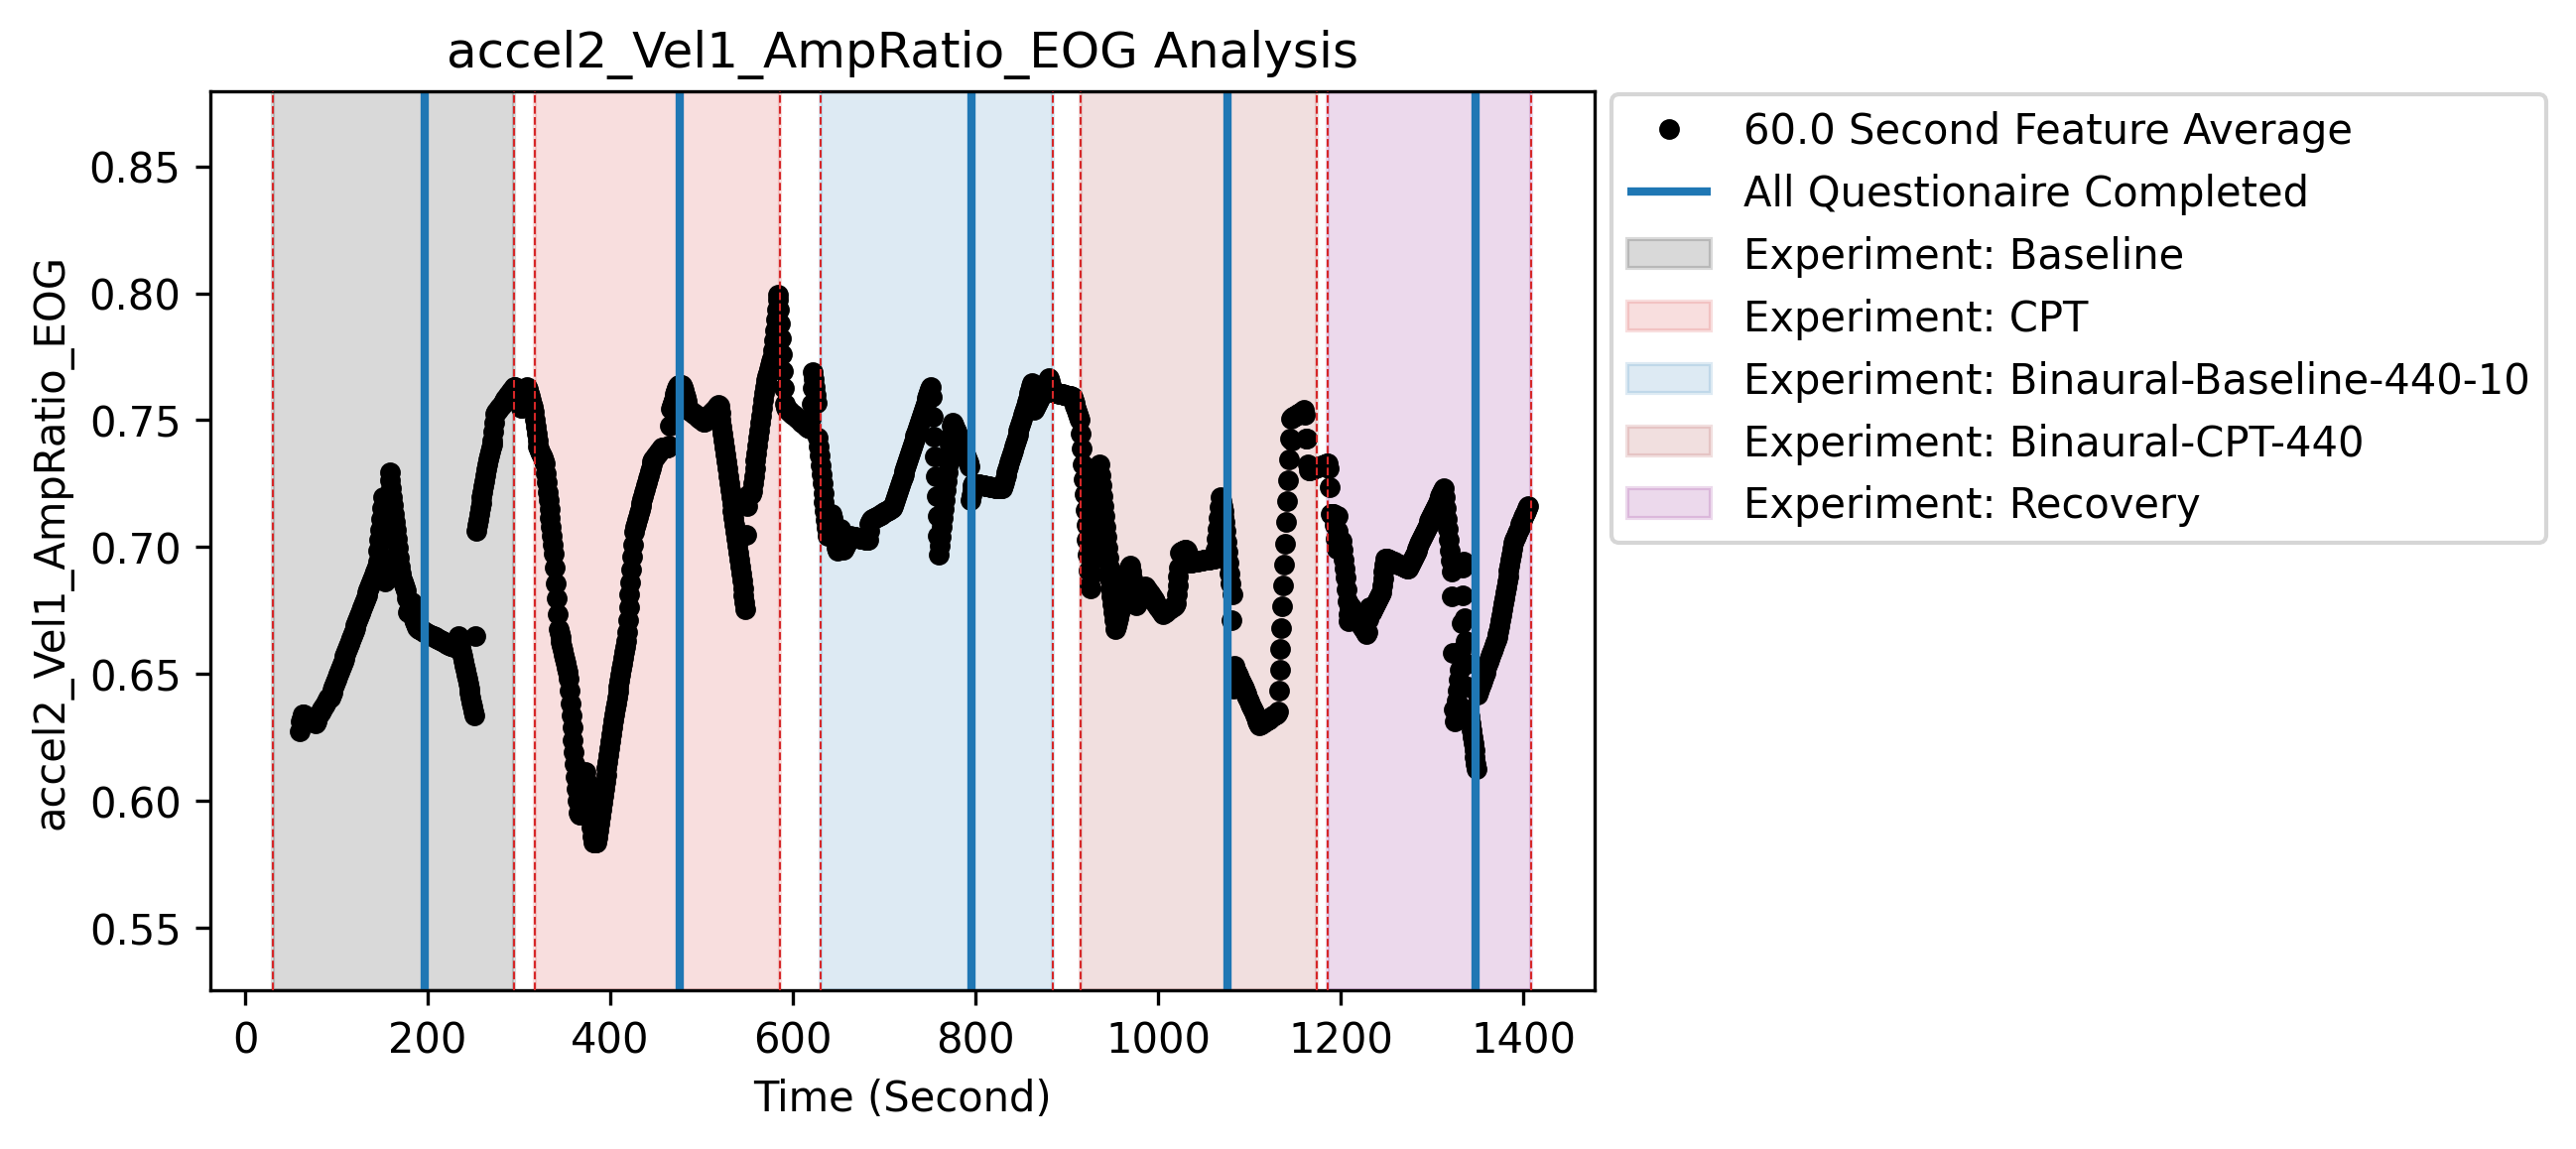 accel2_Vel1_AmpRatio_EOG Analysis
accel2_Vel1_AmpRatio_EOG
0.85
0.80
0.75
0.70
0.65
0.60
0.55
0 200 400 600 800 1000 1200 1400
Time (Second)
60.0 Second Feature Average
All Questionaire Completed
Experiment: Baseline
Experiment: CPT
Experiment: Binaural-Baseline-440-10
Experiment: Binaural-CPT-440
Experiment: Recovery